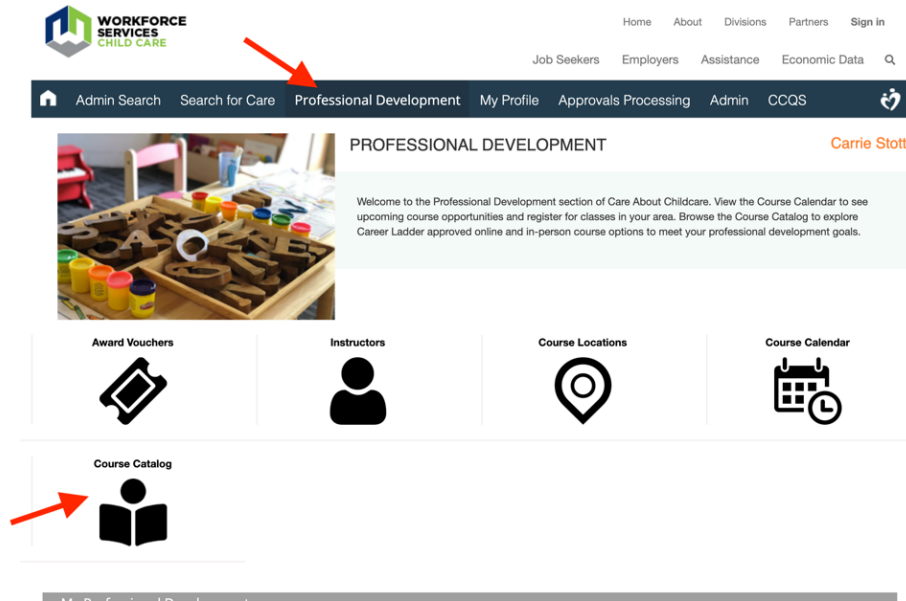 WORKFORCE
SERVICES
CHILD CARE
Home About Divisions Partners Sign in
Job Seekers Employers Assistance Economic Data
Admin Search Search for Care Professional Development My Profile Approvals Processing Admin CCQS
PROFESSIONAL DEVELOPMENT
Carrie Stott
Welcome to the Professional Development section of Care About Childcare. View the Course Calendar to see
upcoming course opportunities and register for classes in your area. Browse the Course Catalog to explore
Career Ladder approved online and in-person course options to meet your professional development goals.
Award Vouchers Instructors Course Locations Course Calendar
Course Catalog
My Professional Development